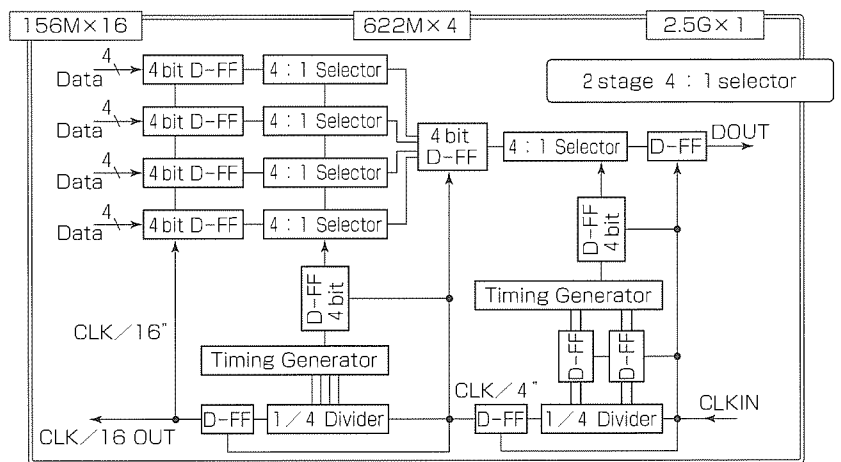 156M×16
622M×4
2.5G×1
2 stage 4 : 1 selector
4
Data
4 bit D-FF
4 : 1 Selector
4
Data
4 bit D-FF
4 : 1 Selector
4
Data
4 bit D-FF
4 : 1 Selector
4
Data
4 bit D-FF
4 : 1 Selector
4 bit
D-FF
4 : 1 Selector
D-FF
DOUT
D-FF
4 bit
D-FF
4 bit
Timing Generator
CLK/16"
Timing Generator
D-FF
D-FF
CLK/4"
CLKIN
CLK/16 OUT
D-FF
1/4 Divider
D-FF
1/4 Divider